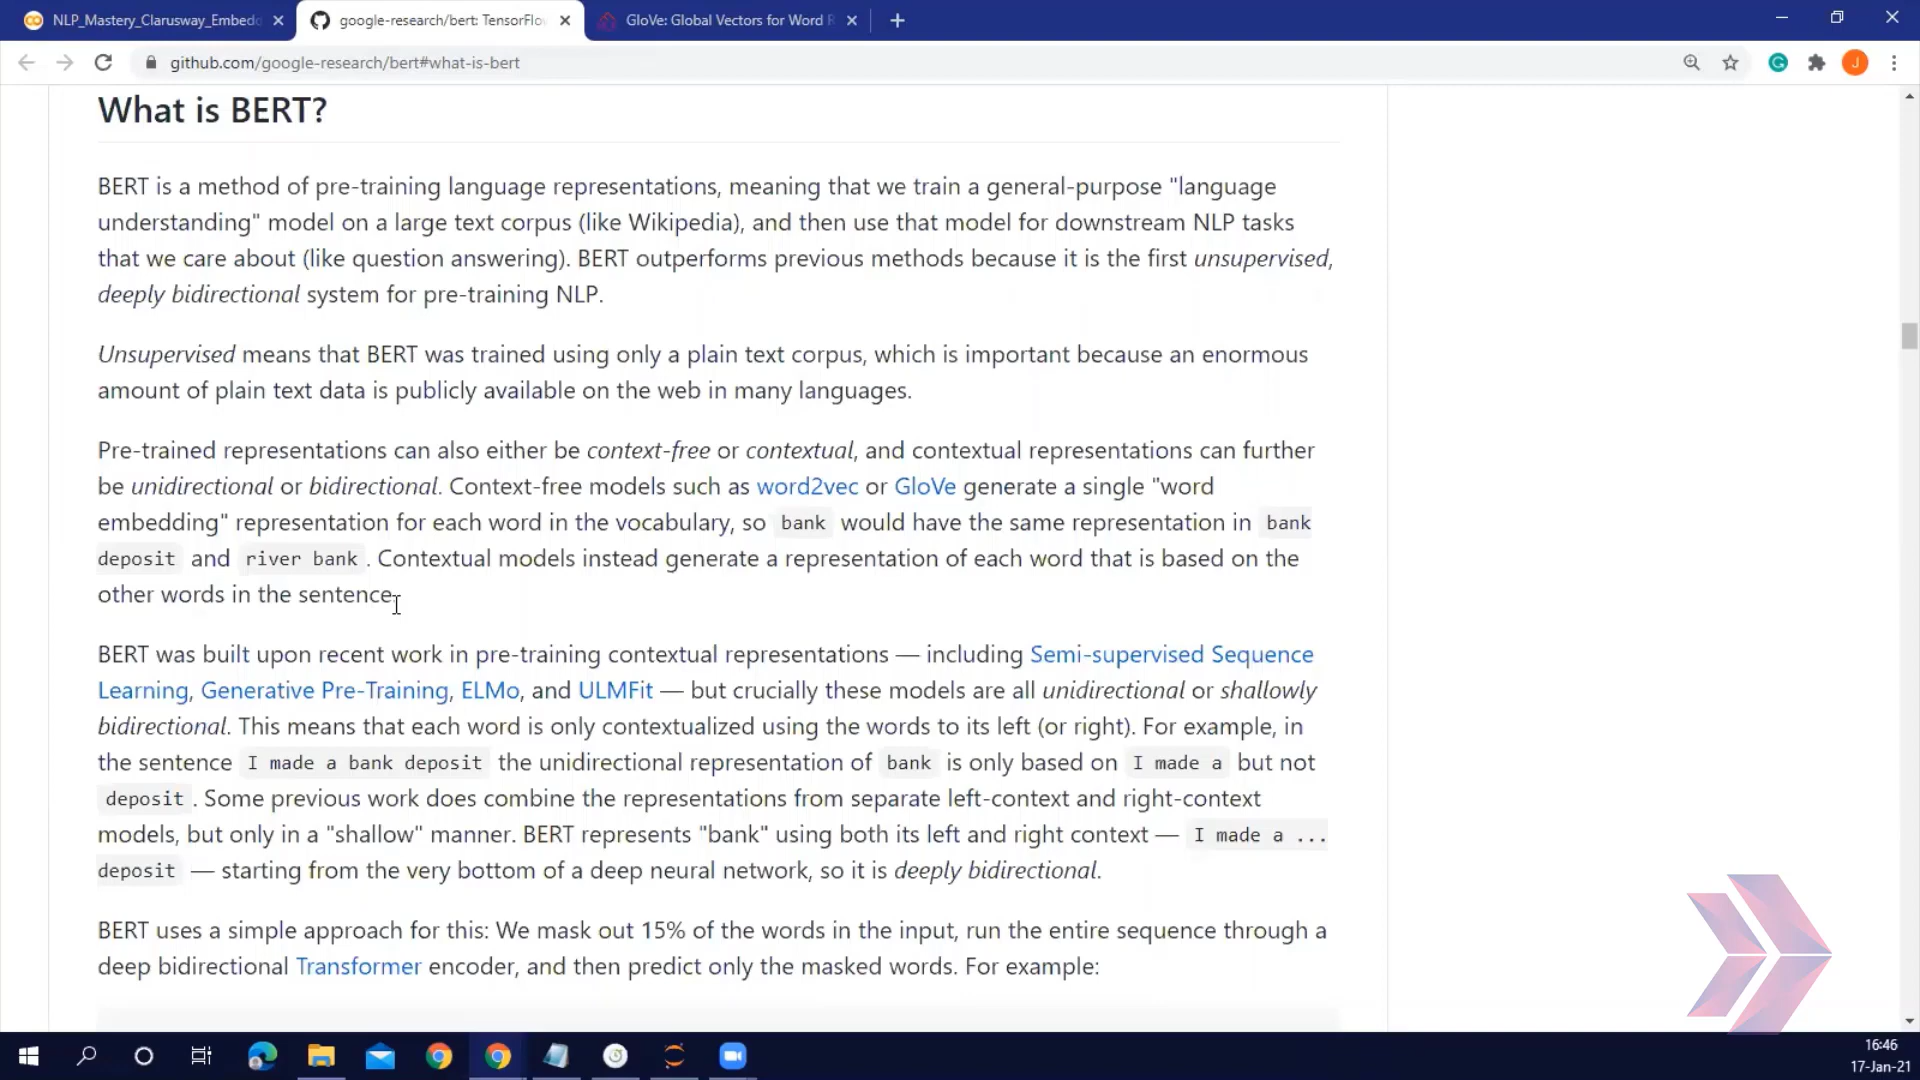 NLP_Mastery_Clarusway_Embed
google-research/bert: TensorFlo
GloVe: Global Vectors for Word R
github.com/google-research/bert#what-is-bert
J
What is BERT?
BERT is a method of pre-training language representations, meaning that we train a general-purpose "language
understanding" model on a large text corpus (like Wikipedia), and then use that model for downstream NLP tasks
that we care about (like question answering). BERT outperforms previous methods because it is the first unsupervised,
deeply bidirectional system for pre-training NLP.
Unsupervised means that BERT was trained using only a plain text corpus, which is important because an enormous
amount of plain text data is publicly available on the web in many languages.
Pre-trained representations can also either be context-free or contextual, and contextual representations can further
be unidirectional or bidirectional. Context-free models such as word2vec or GloVe generate a single "word
embedding" representation for each word in the vocabulary, so bank would have the same representation in bank
deposit and river bank. Contextual models instead generate a representation of each word that is based on the
other words in the sentence.
BERT was built upon recent work in pre-training contextual representations — including Semi-supervised Sequence
Learning, Generative Pre-Training, ELMo, and ULMFit — but crucially these models are all unidirectional or shallowly
bidirectional. This means that each word is only contextualized using the words to its left (or right). For example, in
the sentence I made a bank deposit the unidirectional representation of bank is only based on I made a but not
deposit. Some previous work does combine the representations from separate left-context and right-context
models, but only in a "shallow" manner. BERT represents "bank" using both its left and right context — I made a ...
deposit — starting from the very bottom of a deep neural network, so it is deeply bidirectional.
BERT uses a simple approach for this: We mask out 15% of the words in the input, run the entire sequence through a
deep bidirectional Transformer encoder, and then predict only the masked words. For example:
16:46
17-Jan-21